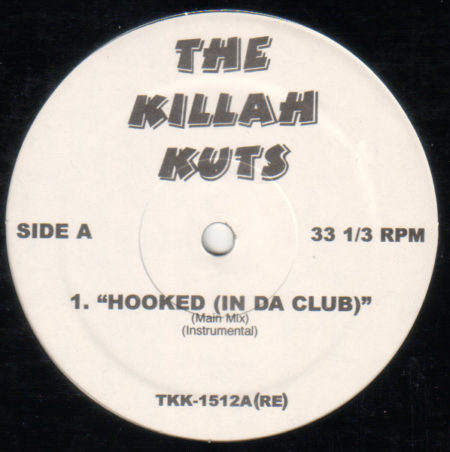 THE
KILLAH
KUTS
SIDE A
33 1/3 RPM
1. “HOOKED (IN DA CLUB)”
(Main Mix)
(Instrumental)
TKK-1512A(RE)